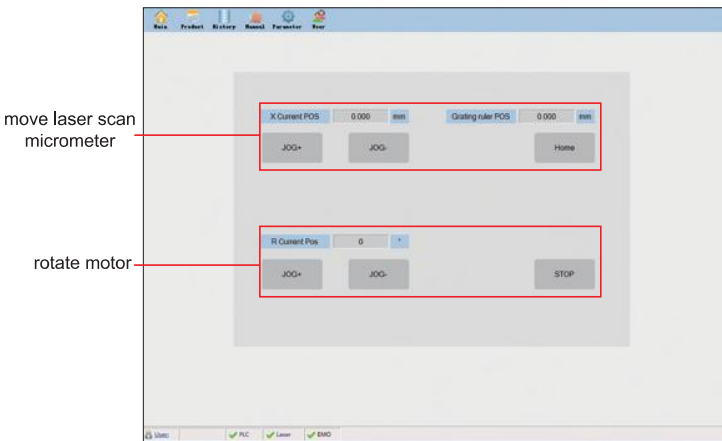 Main Product History Manual Parameter User
move laser scan
micrometer
X Current POS 0.000 mm Grating ruler POS 0.000 mm
JOG+ JOG- Home
rotate motor
R Current Pos 0 °
JOG+ JOG- STOP
User: PLC Laser EMO